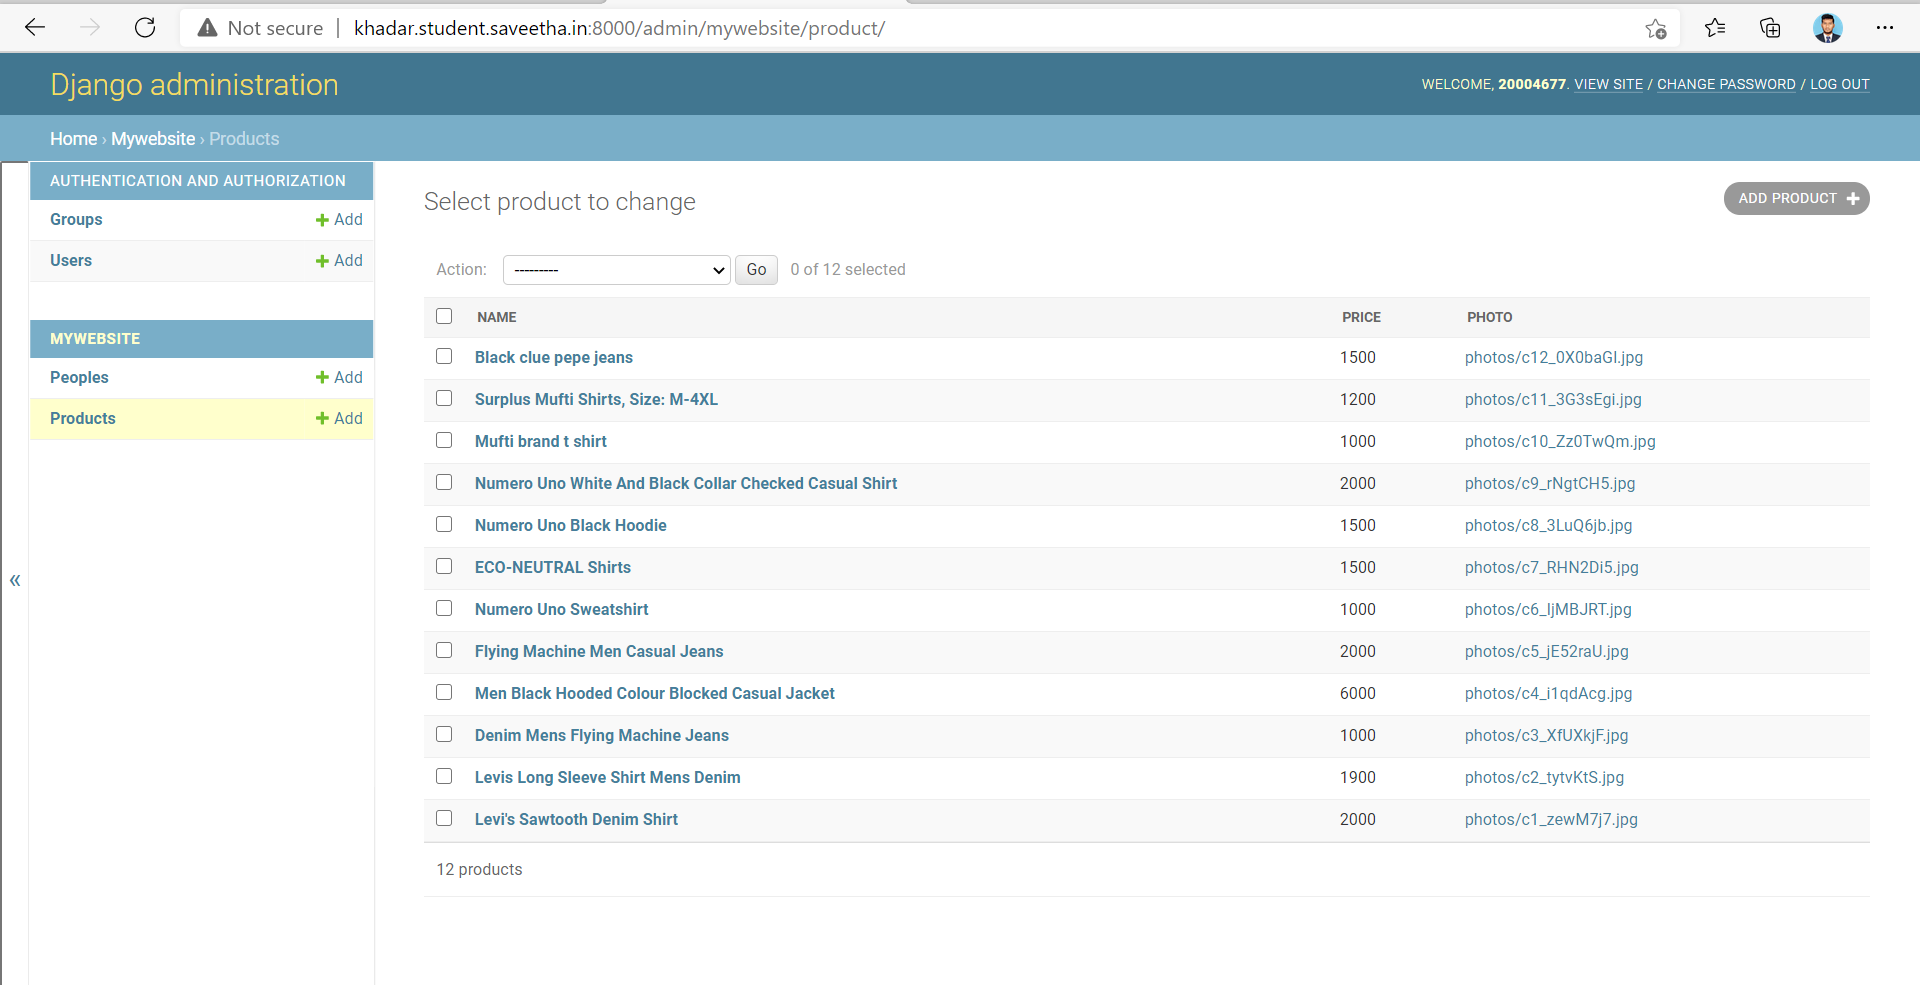 Not secure | khadar.student.saveetha.in:8000/admin/mywebsite/product/
Django administration
WELCOME, 20004677. VIEW SITE / CHANGE PASSWORD / LOG OUT
Home › Mywebsite › Products
AUTHENTICATION AND AUTHORIZATION
Groups + Add
Users + Add
MYWEBSITE
Peoples + Add
Products + Add
«
Select product to change
ADD PRODUCT +
Action: --------- Go 0 of 12 selected
NAME PRICE PHOTO
Black clue pepe jeans 1500 photos/c12_0X0baGl.jpg
Surplus Mufti Shirts, Size: M-4XL 1200 photos/c11_3G3sEgi.jpg
Mufti brand t shirt 1000 photos/c10_Zz0TwQm.jpg
Numero Uno White And Black Collar Checked Casual Shirt 2000 photos/c9_rNgtCH5.jpg
Numero Uno Black Hoodie 1500 photos/c8_3LuQ6jb.jpg
ECO-NEUTRAL Shirts 1500 photos/c7_RHN2Di5.jpg
Numero Uno Sweatshirt 1000 photos/c6_ljMBJRT.jpg
Flying Machine Men Casual Jeans 2000 photos/c5_jE52raU.jpg
Men Black Hooded Colour Blocked Casual Jacket 6000 photos/c4_i1qdAcg.jpg
Denim Mens Flying Machine Jeans 1000 photos/c3_XfUXkjF.jpg
Levis Long Sleeve Shirt Mens Denim 1900 photos/c2_tytvKtS.jpg
Levi's Sawtooth Denim Shirt 2000 photos/c1_zewM7j7.jpg
12 products